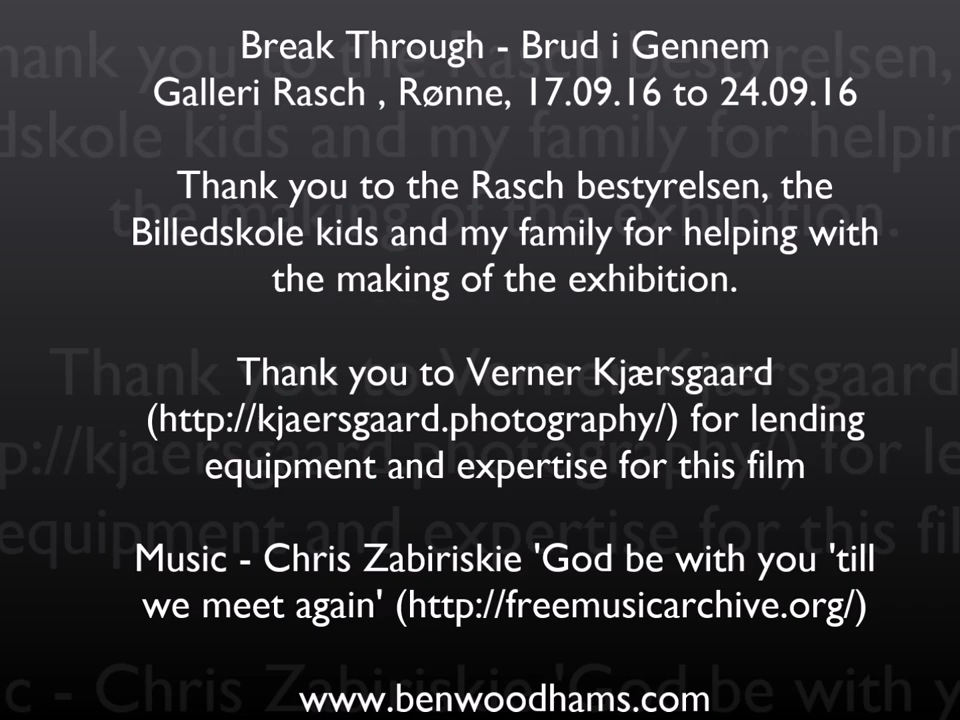 Break Through - Brud i Gennem
Galleri Rasch , Rønne, 17.09.16 to 24.09.16
Thank you to the Rasch bestyrelsen, the
Billedskole kids and my family for helping with
the making of the exhibition.
Thank you to Verner Kjærsgaard
(http://kjaersgaard.photography/) for lending
equipment and expertise for this film
Music - Chris Zabiriskie 'God be with you 'till
we meet again' (http://freemusicarchive.org/)
www.benwoodhams.com